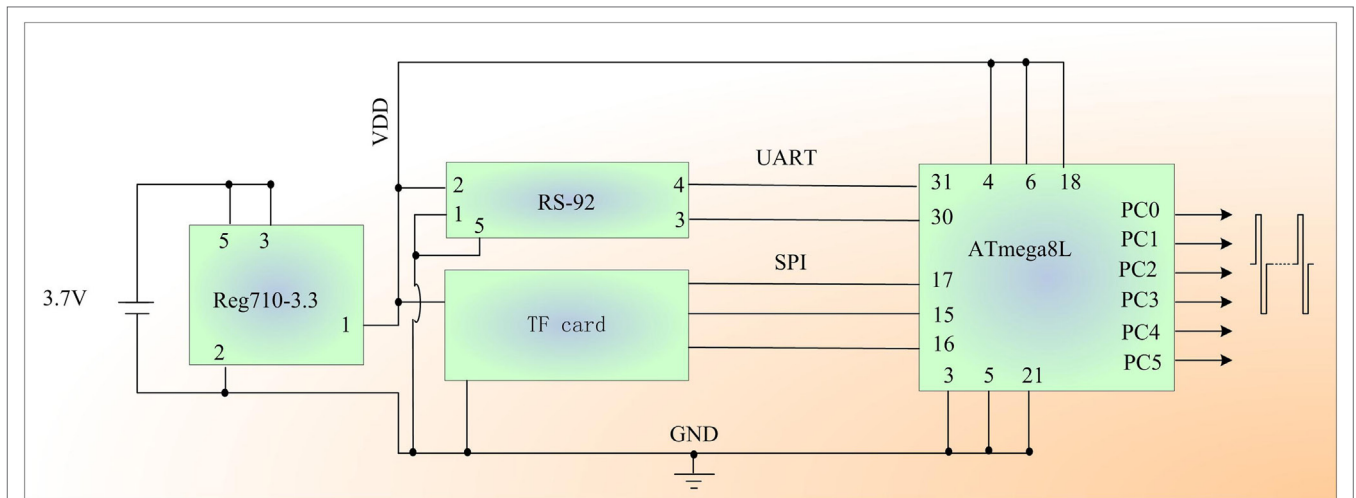 VDD
UART
2
4
31
4
6
18
RS-92
1
5
3
30
PC0
5
3
PC1
ATmega8L
SPI
PC2
17
3.7V
Reg710-3.3
PC3
1
TF card
15
PC4
16
2
PC5
3
5
21
GND